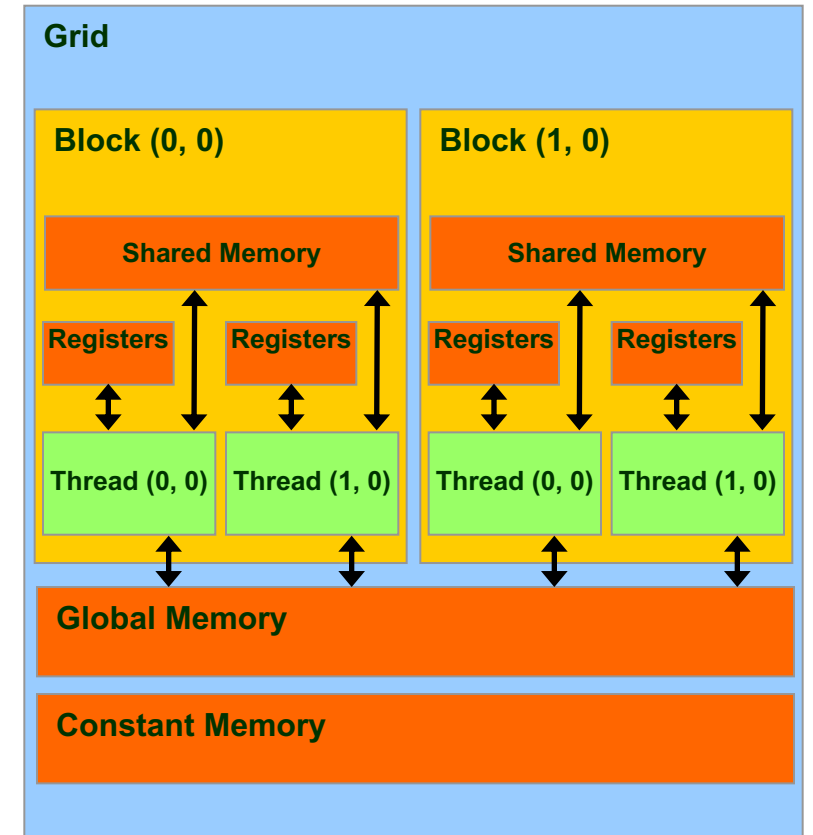 Grid
Block (0, 0)
Block (1, 0)
Shared Memory
Shared Memory
Registers
Registers
Registers
Registers
Thread (0, 0)
Thread (1, 0)
Thread (0, 0)
Thread (1, 0)
Global Memory
Constant Memory